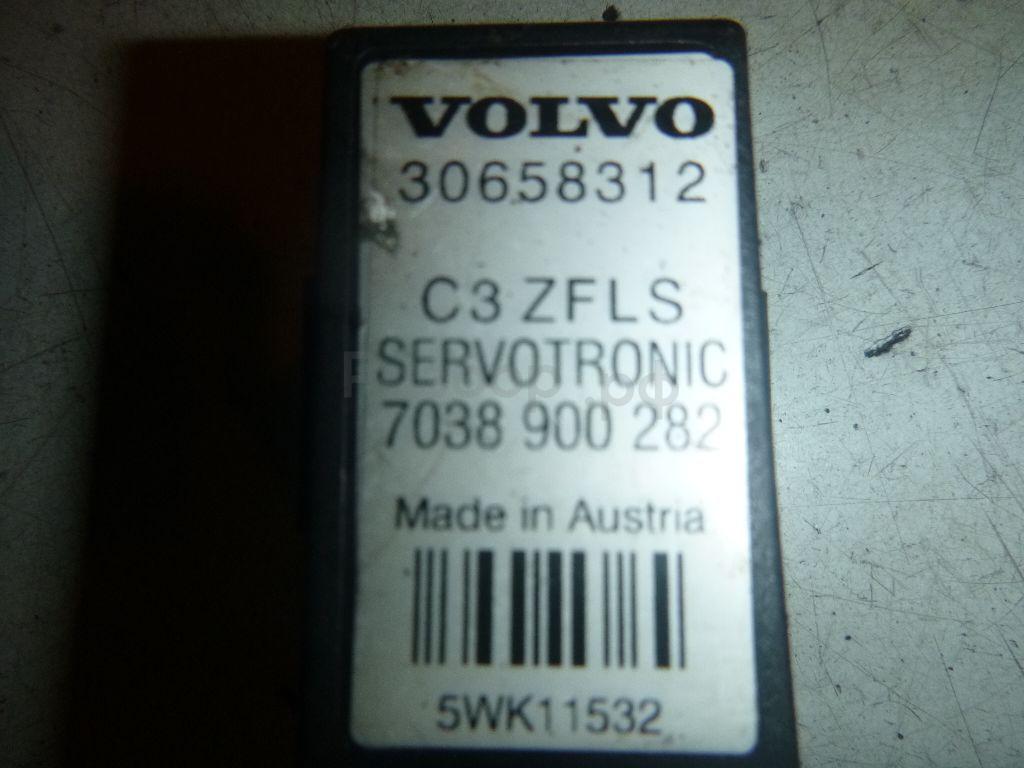 VOLVO
30658312
C3 ZFLS
SERVOTRONIC
7038 900 282
Made in Austria
5WK11532